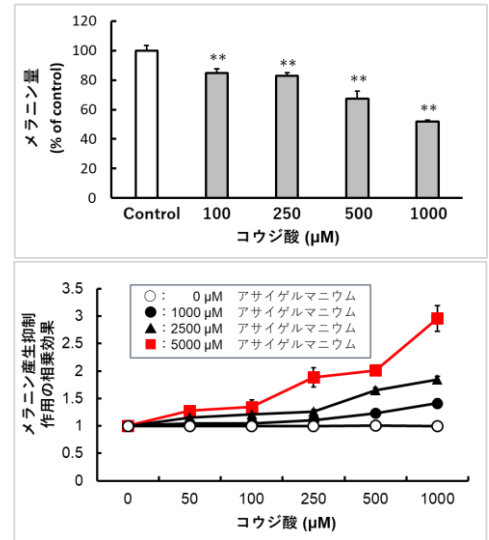 メラニン量
(% of control)
120
100
80
60
40
20
0
**
**
**
**
Control 100 250 500 1000
コウジ酸 (µM)
メラニン産生抑制
作用の相乗効果
3.5
3
2.5
2
1.5
1
0.5
0
○: 0 µM アサイゲルマニウム
●: 1000 µM アサイゲルマニウム
▲: 2500 µM アサイゲルマニウム
■: 5000 µM アサイゲルマニウム
0 50 100 250 500 1000
コウジ酸 (µM)